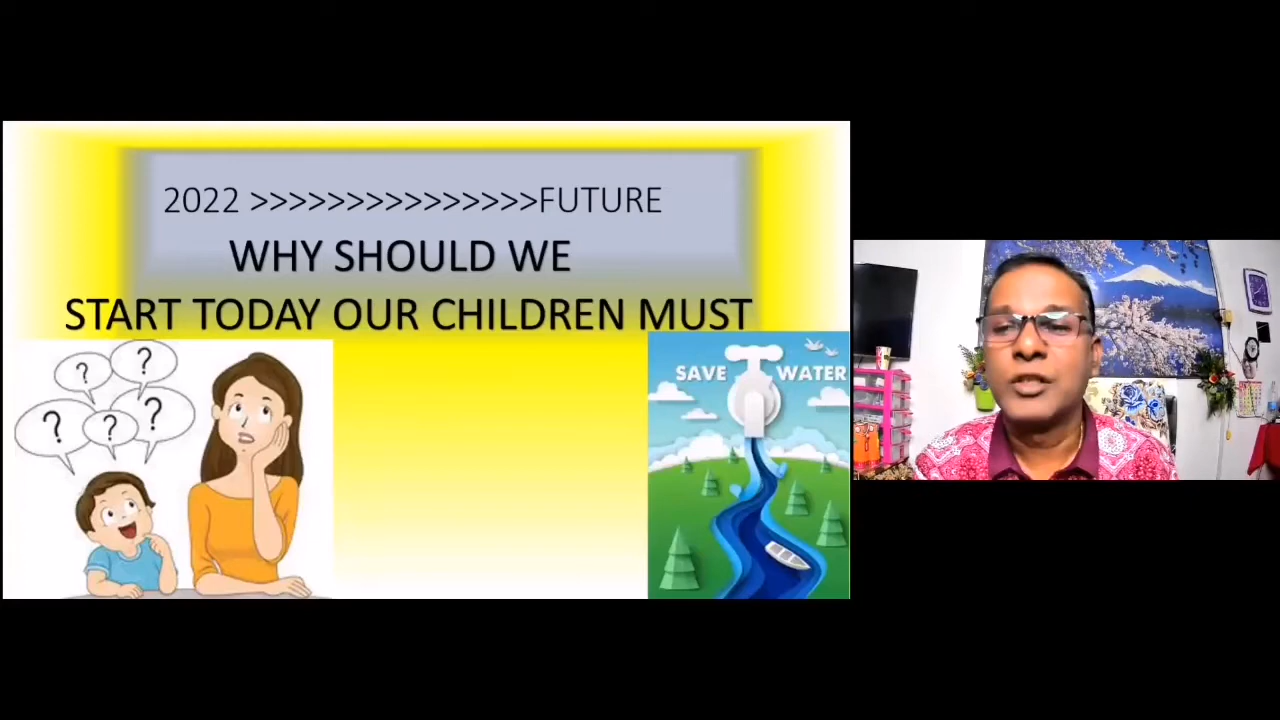 2022 >>>>>>>>>>>>>>>FUTURE
WHY SHOULD WE
START TODAY OUR CHILDREN MUST
? ?
? ? ?
SAVE WATER